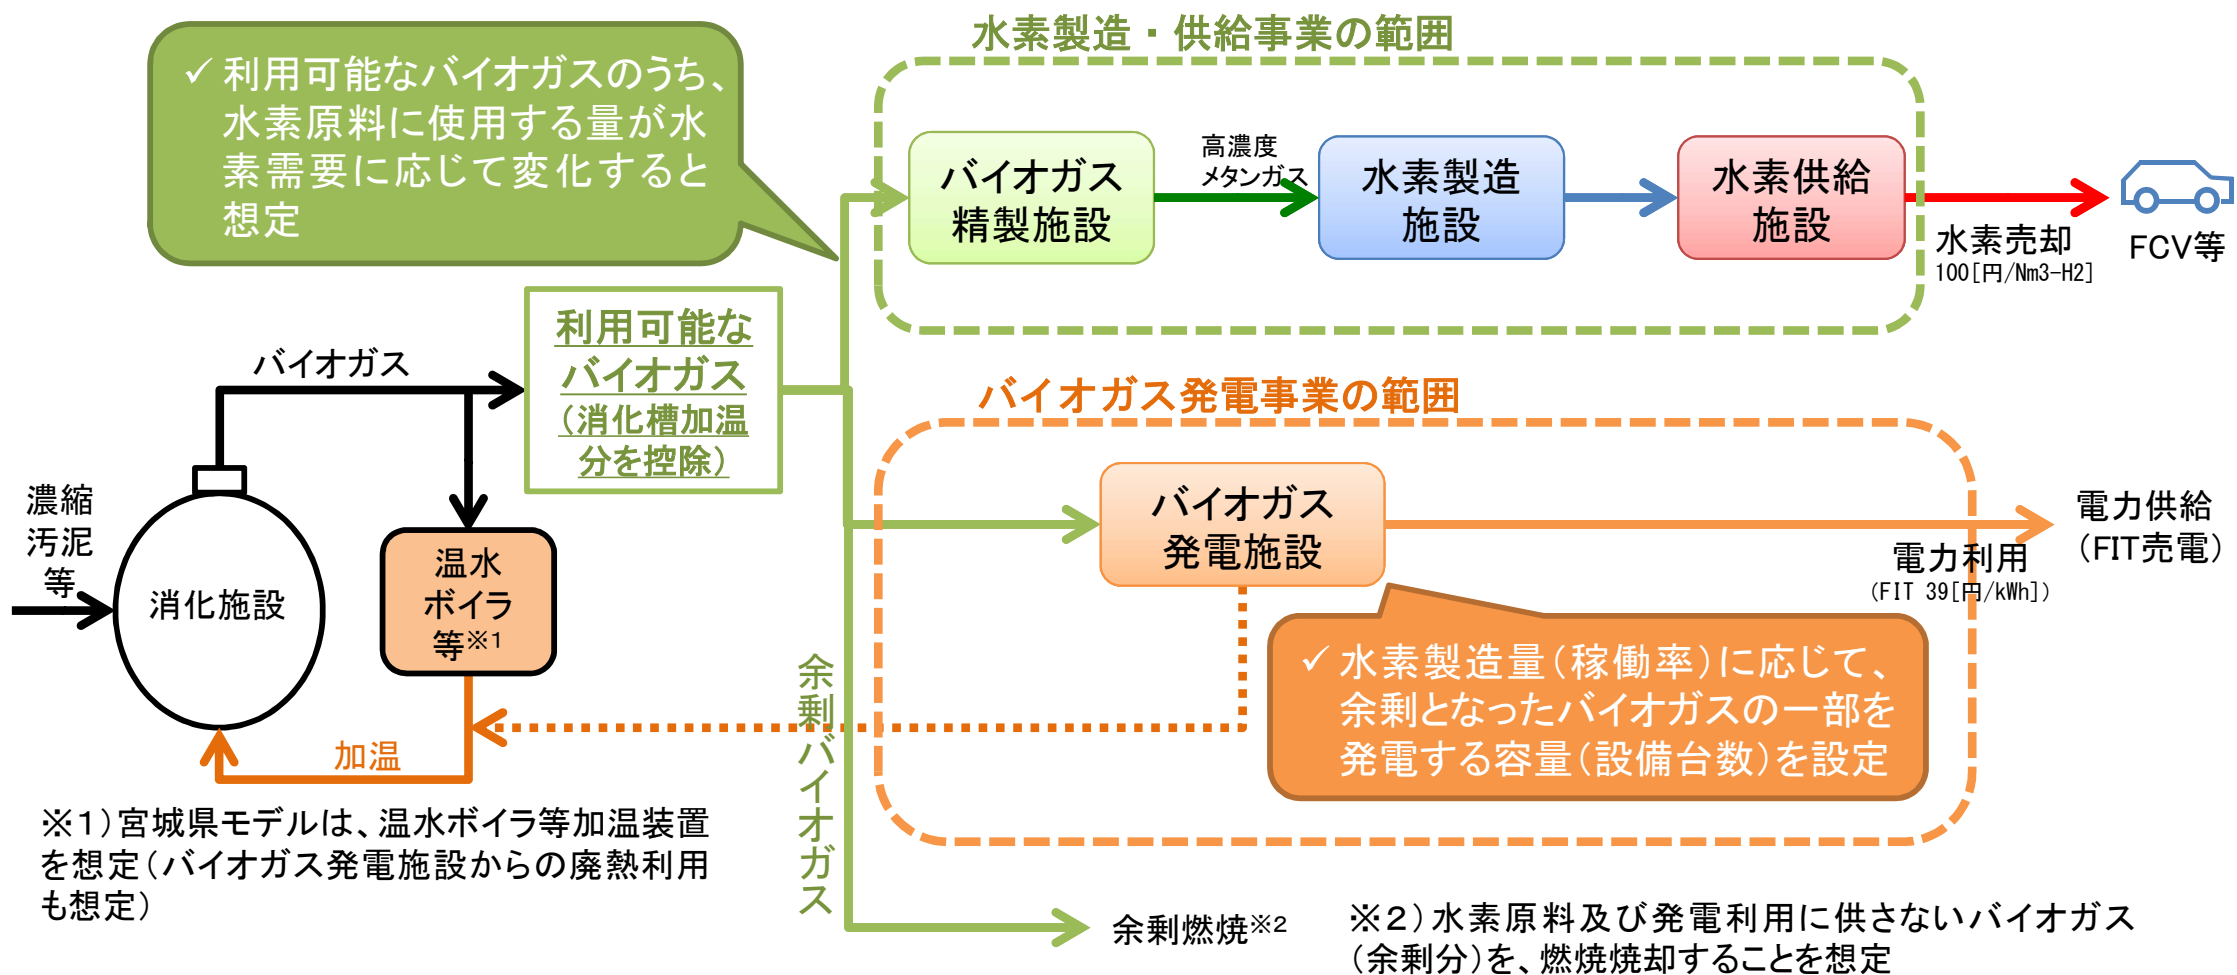 水素製造・供給事業の範囲
✓ 利用可能なバイオガスのうち、
水素原料に使用する量が水
素需要に応じて変化すると
想定
バイオガス
精製施設
高濃度
メタンガス
水素製造
施設
水素供給
施設
水素売却
100[円/Nm3-H2]
FCV等
バイオガス
利用可能な
バイオガス
（消化槽加温
分を控除）
バイオガス発電事業の範囲
濃縮
汚泥
等
消化施設
温水
ボイラ
等※1
加温
余剰バイオガス
バイオガス
発電施設
電力利用
(FIT 39[円/kWh])
電力供給
（FIT売電）
✓ 水素製造量（稼働率）に応じて、
余剰となったバイオガスの一部を
発電する容量（設備台数）を設定
※１）宮城県モデルは、温水ボイラ等加温装置
を想定（バイオガス発電施設からの廃熱利用
も想定）
余剰燃焼※2
※２）水素原料及び発電利用に供さないバイオガス
（余剰分）を、燃焼焼却することを想定